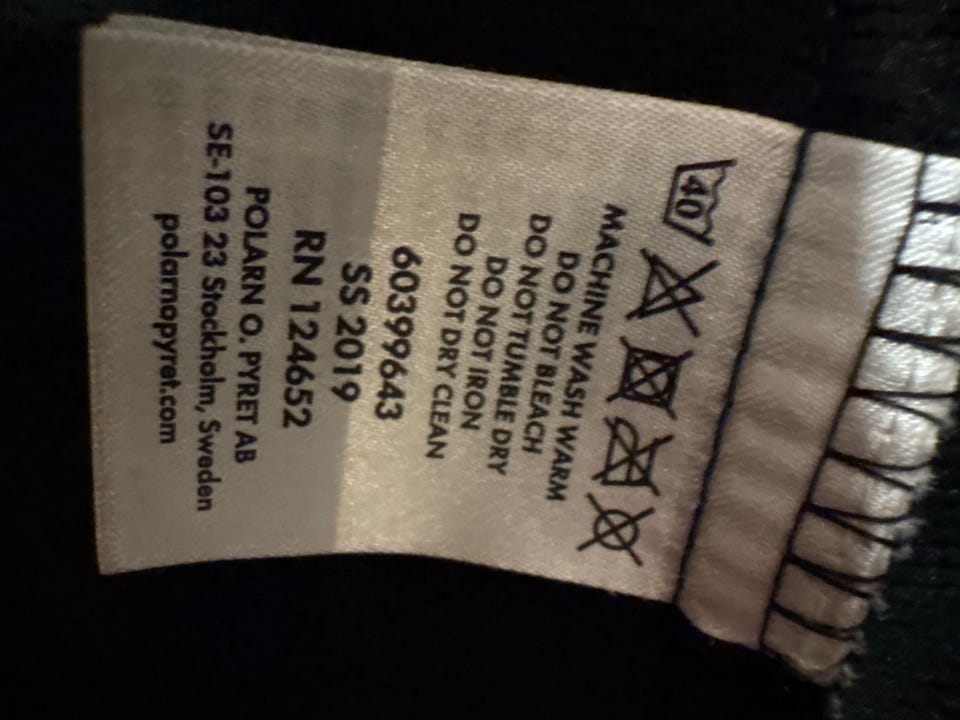 40
MACHINE WASH WARM
DO NOT BLEACH
DO NOT TUMBLE DRY
DO NOT IRON
DO NOT DRY CLEAN
60399643
SS 2019
RN 124652
POLARN O. PYRET AB
SE-103 23 Stockholm, Sweden
polarnopyret.com